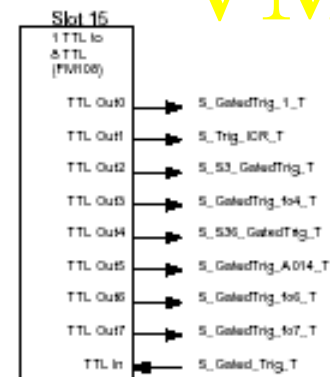 VM
Slot 15
1 TTL to
8 TTL
(FM108)
TTL Out0 S_GatedTrig_1_T
TTL Out1 S_Trig_ICR_T
TTL Out2 S_S3_GatedTrig_T
TTL Out3 S_GatedTrig_fo4_T
TTL Out4 S_S36_GatedTrig_T
TTL Out5 S_GatedTrig_A014_T
TTL Out6 S_GatedTrig_fo6_T
TTL Out7 S_GatedTrig_fo7_T
TTL In S_Gated_Trig_T